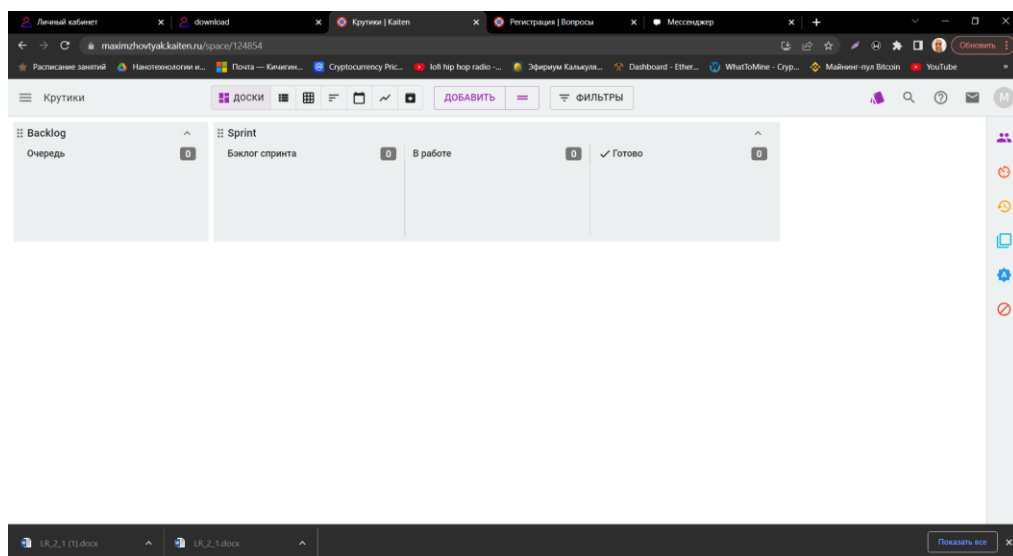 Личный кабинет
download
Крутики | Kaiten
Регистрация | Вопросы
Мессенджер
maximzhovtyak.kaiten.ru/space/124854
Обновить
Расписание занятий
Нанотехнологии и...
Почта — Кичигин...
Cryptocurrency Pric...
lofi hip hop radio -...
Эфириум Калькуля...
Dashboard - Ether...
WhatToMine - Cryp...
Майнинг-пул Bitcoin
YouTube
»
Крутики
ДОСКИ
ДОБАВИТЬ
ФИЛЬТРЫ
M
Backlog
Sprint
Очередь 0
Бэклог спринта 0
В работе 0
Готово 0
A
LR_2_1 (1).docx
LR_2_1.docx
Показать все